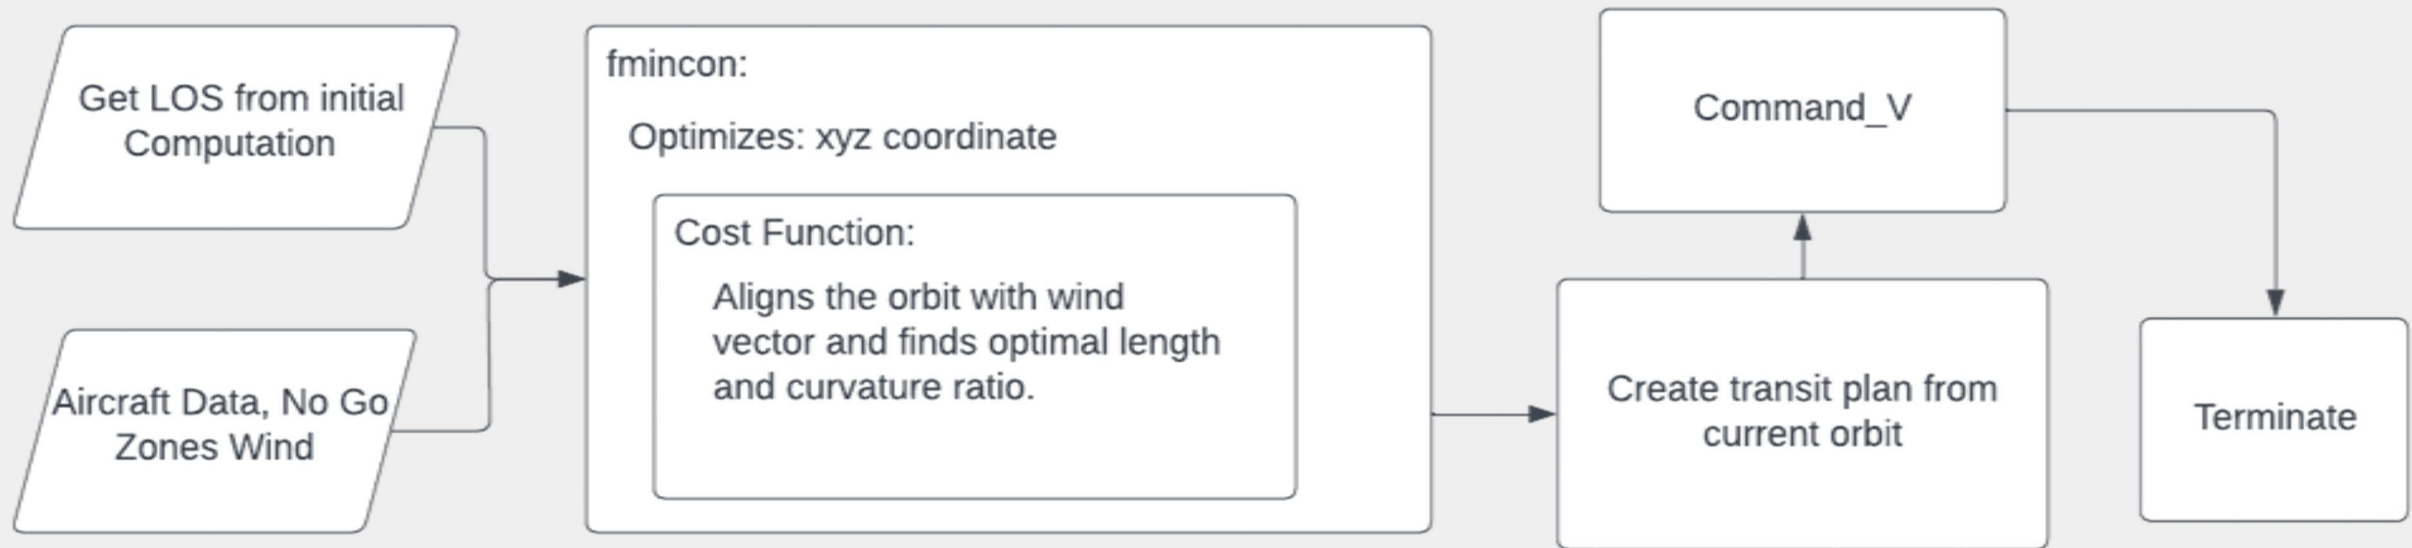 Get LOS from initial
Computation
Aircraft Data, No Go
Zones Wind
fmincon:
Optimizes: xyz coordinate
Cost Function:
Aligns the orbit with wind
vector and finds optimal length
and curvature ratio.
Command_V
Create transit plan from
current orbit
Terminate